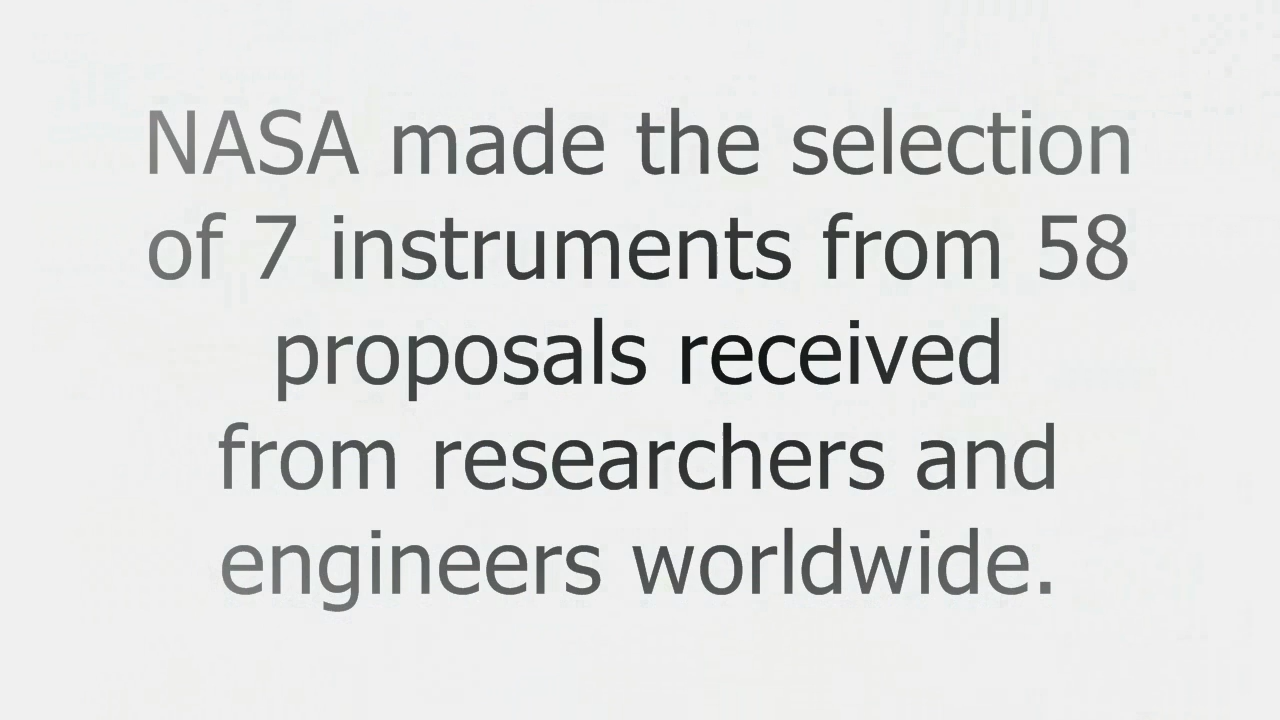 NASA made the selection
of 7 instruments from 58
proposals received
from researchers and
engineers worldwide.